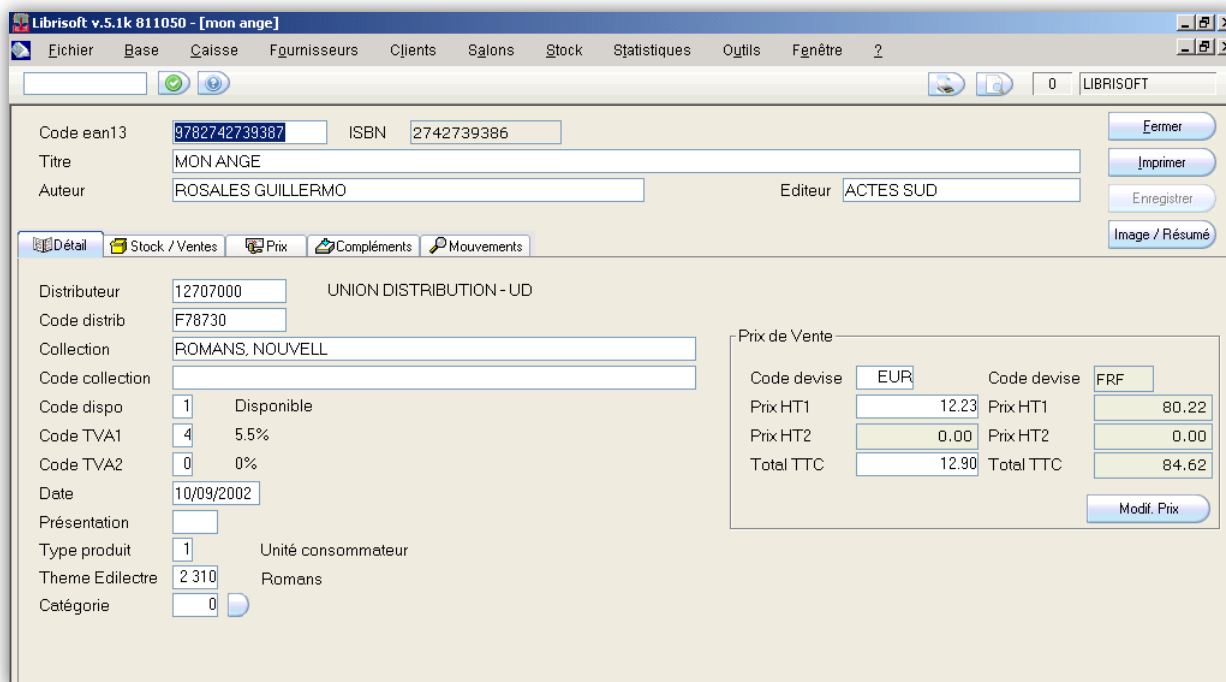 Librisoft v.5.1k 811050 - [mon ange]
Fichier Base Caisse Fournisseurs Clients Salons Stock Statistiques Outils Fenêtre ?
0 LIBRISOFT
Code ean13 9782742739387 ISBN 2742739386 Fermer
Titre MON ANGE Imprimer
Auteur ROSALES GUILLERMO Editeur ACTES SUD Enregistrer
Image / Résumé
Détail Stock / Ventes Prix Compléments Mouvements
Distributeur 12707000 UNION DISTRIBUTION - UD
Code distrib F78730
Prix de Vente
Collection ROMANS, NOUVELL
Code collection Code devise EUR Code devise FRF
Code dispo 1 Disponible Prix HT1 12.23 Prix HT1 80.22
Code TVA1 4 5.5% Prix HT2 0.00 Prix HT2 0.00
Code TVA2 0 0% Total TTC 12.90 Total TTC 84.62
Date 10/09/2002
Modif. Prix
Présentation
Type produit 1 Unité consommateur
Theme Edilectre 2 310 Romans
Catégorie 0